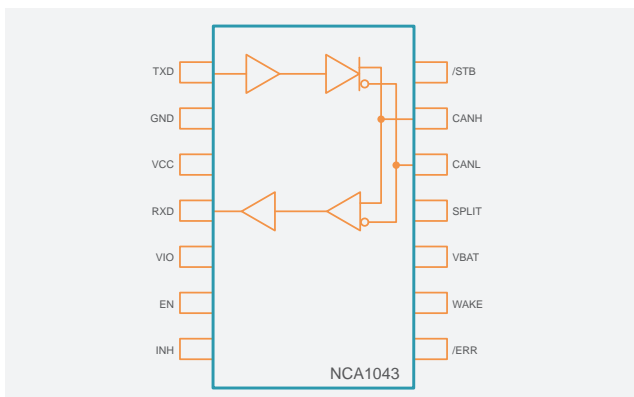 TXD
/STB
GND
CANH
VCC
CANL
RXD
SPLIT
VIO
VBAT
EN
WAKE
INH
/ERR
NCA1043